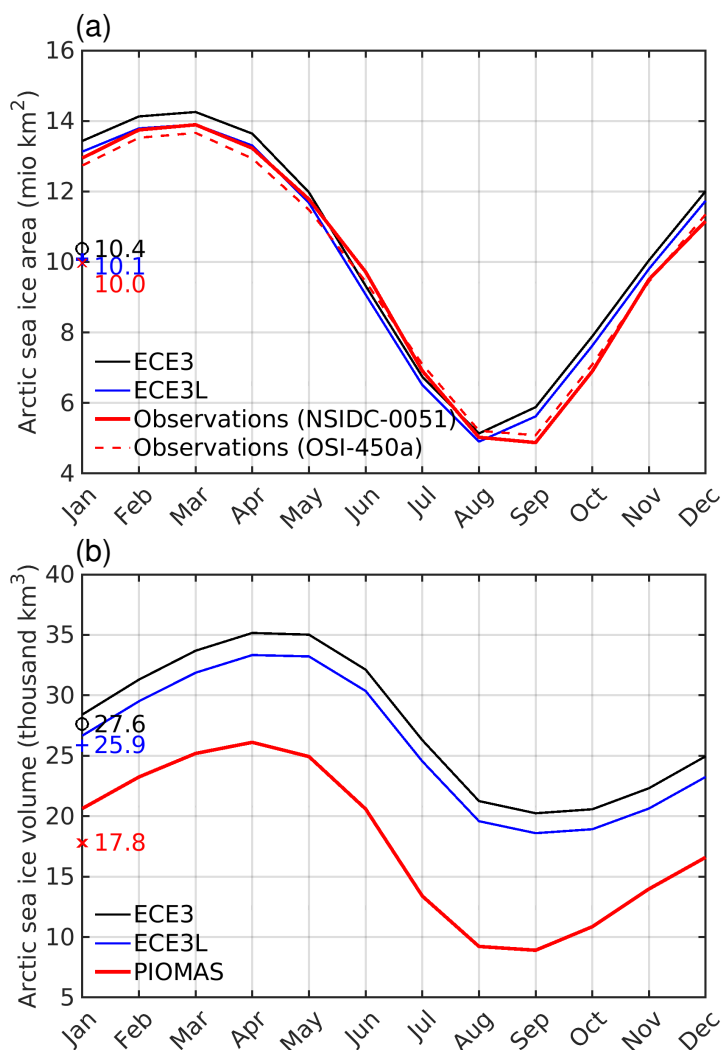 (a)
Arctic sea ice area (mio km²)
16
14
12
10
8
6
4
10.4
10.1
10.0
ECE3
ECE3L
Observations (NSIDC-0051)
Observations (OSI-450a)
Jan Feb Mar Apr May Jun Jul Aug Sep Oct Nov Dec
(b)
Arctic sea ice volume (thousand km³)
40
35
30
25
20
15
10
5
27.6
25.9
17.8
ECE3
ECE3L
PIOMAS
Jan Feb Mar Apr May Jun Jul Aug Sep Oct Nov Dec